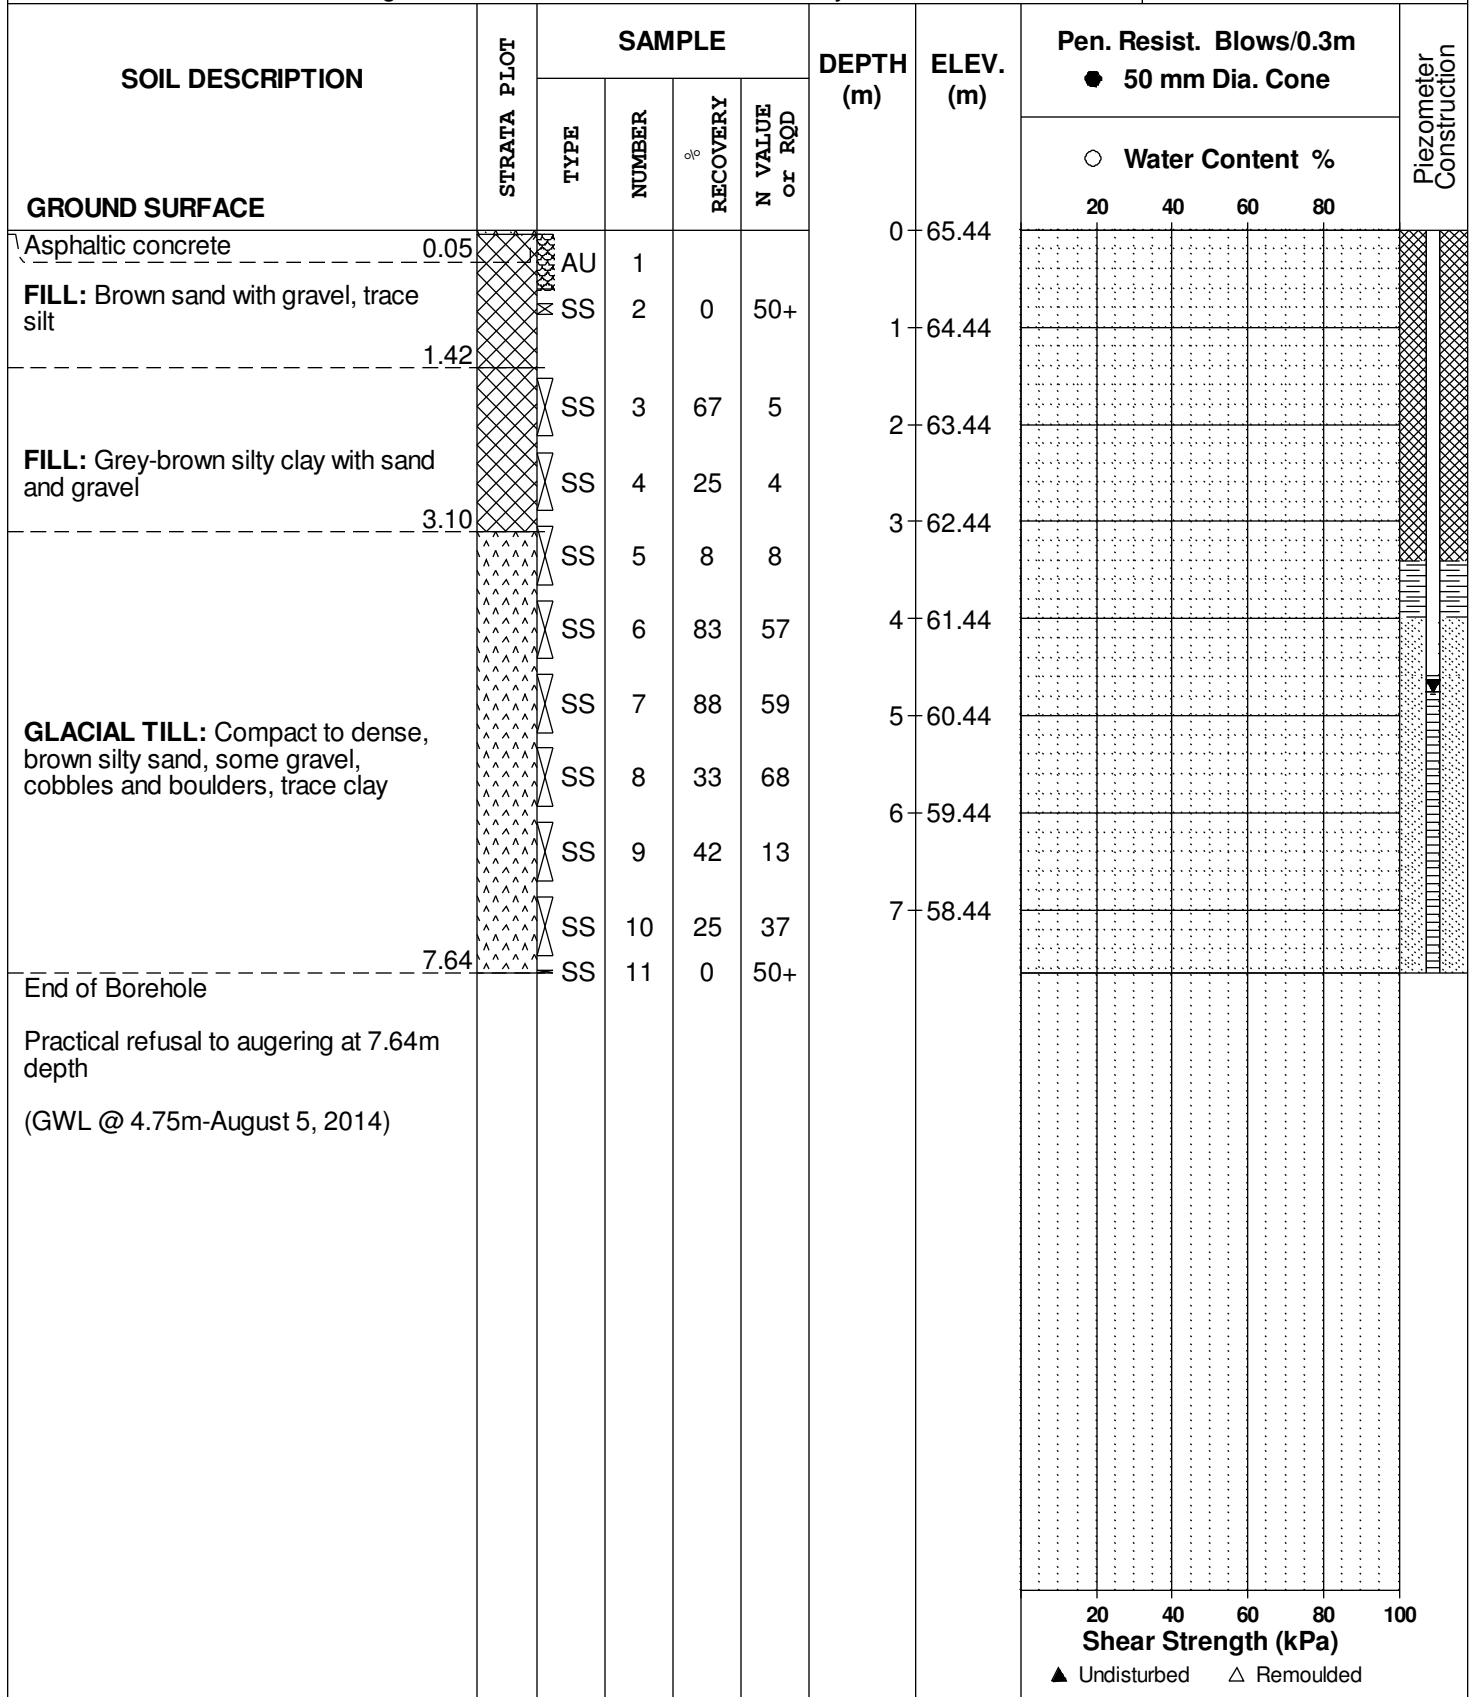 SOIL DESCRIPTION
GROUND SURFACE
STRATA PLOT
SAMPLE
TYPE
NUMBER
% RECOVERY
N VALUE or RQD
DEPTH (m)
ELEV. (m)
Pen. Resist. Blows/0.3m
● 50 mm Dia. Cone
○ Water Content %
20 40 60 80
Piezometer Construction
0 65.44
Asphaltic concrete 0.05
AU 1
FILL: Brown sand with gravel, trace
silt
SS 2 0 50+
1 64.44
1.42
SS 3 67 5
2 63.44
FILL: Grey-brown silty clay with sand
and gravel
SS 4 25 4
3.10
3 62.44
SS 5 8 8
SS 6 83 57
4 61.44
SS 7 88 59
5 60.44
GLACIAL TILL: Compact to dense,
brown silty sand, some gravel,
cobbles and boulders, trace clay
SS 8 33 68
6 59.44
SS 9 42 13
7 58.44
SS 10 25 37
7.64
SS 11 0 50+
End of Borehole
Practical refusal to augering at 7.64m
depth
(GWL @ 4.75m-August 5, 2014)
20 40 60 80 100
Shear Strength (kPa)
▲ Undisturbed △ Remoulded